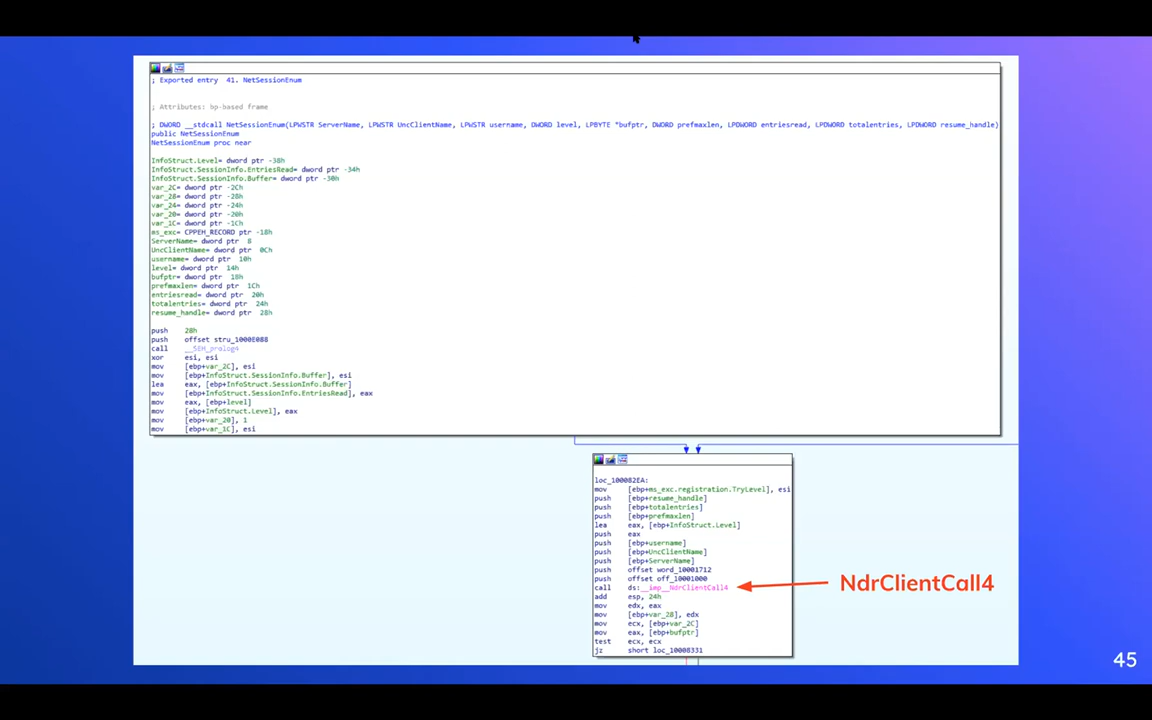 ; Exported entry  41. NetSessionEnum
; Attributes: bp-based frame
; DWORD __stdcall NetSessionEnum(LPWSTR ServerName, LPWSTR UncClientName, LPWSTR username, DWORD level, LPBYTE *bufptr, DWORD prefmaxlen, LPDWORD entriesread, LPDWORD totalentries, LPDWORD resume_handle)
public NetSessionEnum
NetSessionEnum proc near
InfoStruct.Level= dword ptr -38h
InfoStruct.SessionInfo.EntriesRead= dword ptr -34h
InfoStruct.SessionInfo.Buffer= dword ptr -30h
var_2C= dword ptr -2Ch
var_28= dword ptr -28h
var_24= dword ptr -24h
var_20= dword ptr -20h
var_1C= dword ptr -1Ch
ms_exc= CPPEH_RECORD ptr -18h
ServerName= dword ptr  8
UncClientName= dword ptr  0Ch
username= dword ptr  10h
level= dword ptr  14h
bufptr= dword ptr  18h
prefmaxlen= dword ptr  1Ch
entriesread= dword ptr  20h
totalentries= dword ptr  24h
resume_handle= dword ptr  28h
push    28h
push    offset stru_1000E088
call    __SEH_prolog4
xor     esi, esi
mov     [ebp+var_2C], esi
mov     [ebp+InfoStruct.SessionInfo.Buffer], esi
lea     eax, [ebp+InfoStruct.SessionInfo.Buffer]
mov     [ebp+InfoStruct.SessionInfo.EntriesRead], eax
mov     eax, [ebp+level]
mov     [ebp+InfoStruct.Level], eax
mov     [ebp+var_20], 1
mov     [ebp+var_1C], esi
loc_100082EA:
mov     [ebp+ms_exc.registration.TryLevel], esi
push    [ebp+resume_handle]
push    [ebp+totalentries]
push    [ebp+prefmaxlen]
lea     eax, [ebp+InfoStruct.Level]
push    eax
push    [ebp+username]
push    [ebp+UncClientName]
push    [ebp+ServerName]
push    offset word_10001712
push    offset off_10001000
call    ds:__imp__NdrClientCall4
add     esp, 24h
mov     edx, eax
mov     [ebp+var_28], edx
mov     ecx, [ebp+var_2C]
mov     eax, [ebp+bufptr]
test    ecx, ecx
jz      short loc_10008331
NdrClientCall4
45